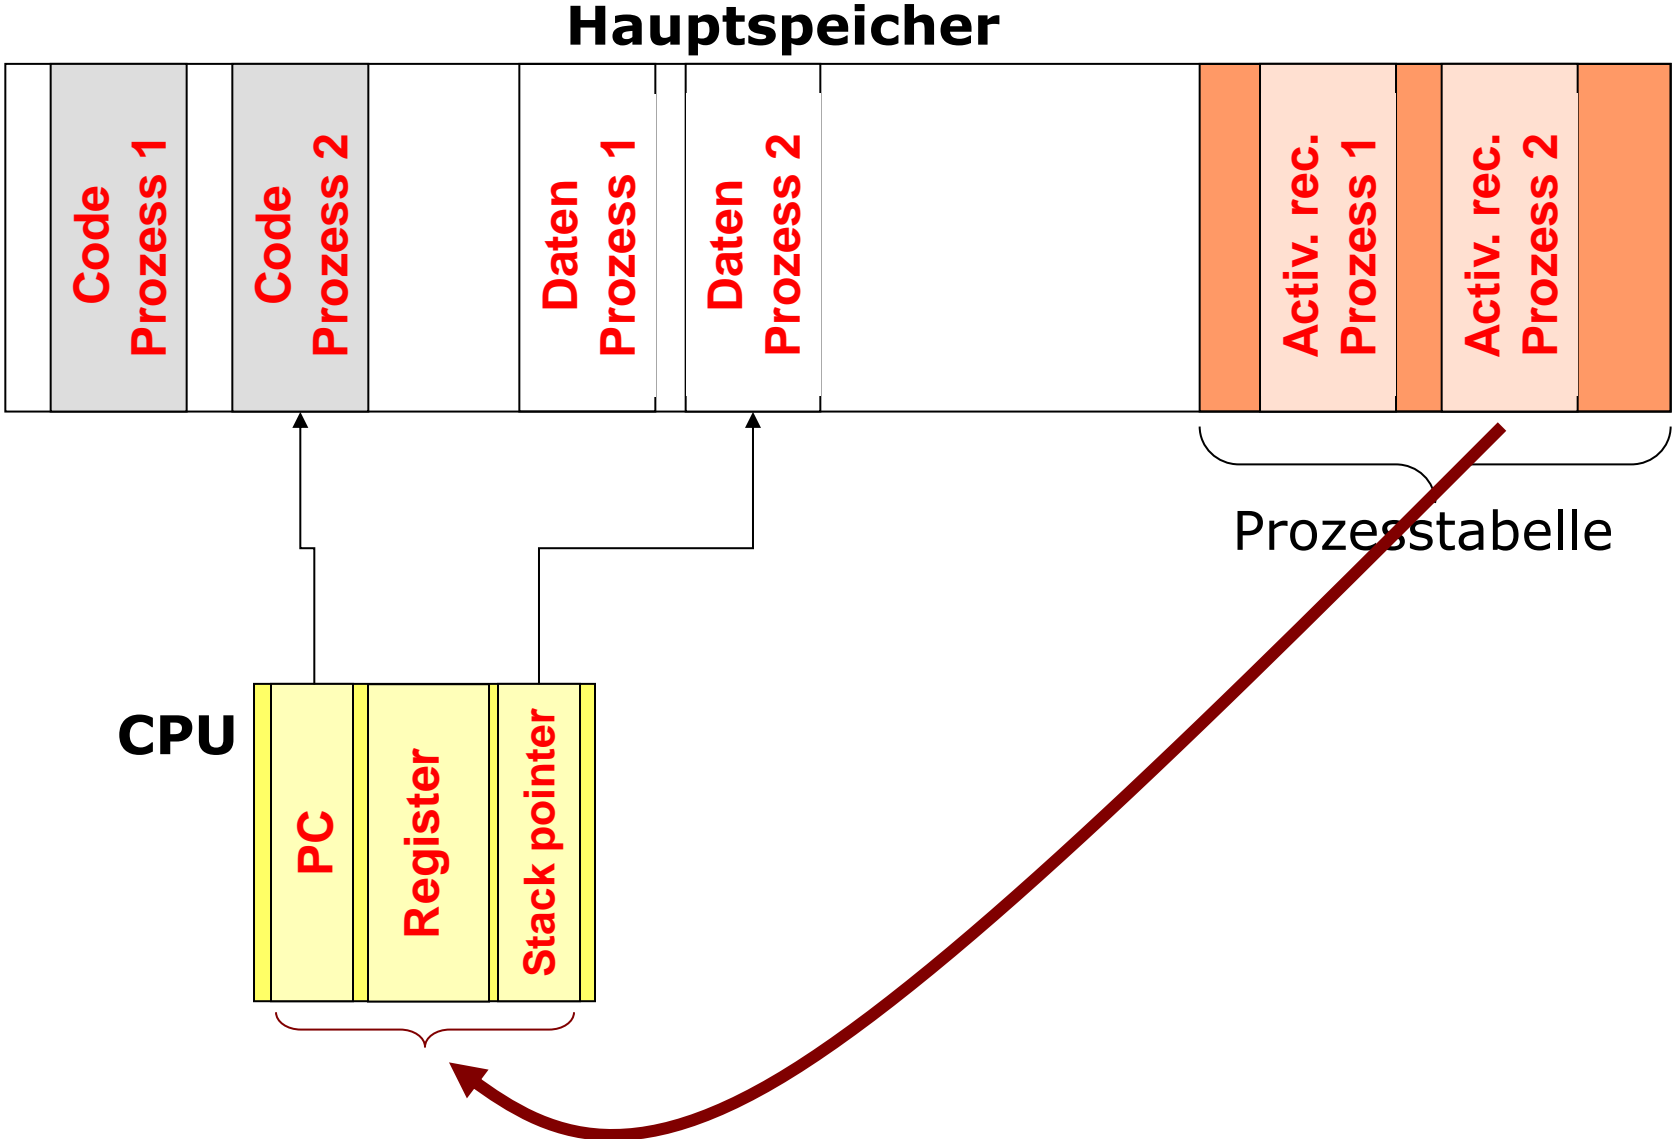 Hauptspeicher
Code
Prozess 1
Code
Prozess 2
Daten
Prozess 1
Daten
Prozess 2
Activ. rec.
Prozess 1
Activ. rec.
Prozess 2
Prozesstabelle
CPU
PC
Register
Stack pointer